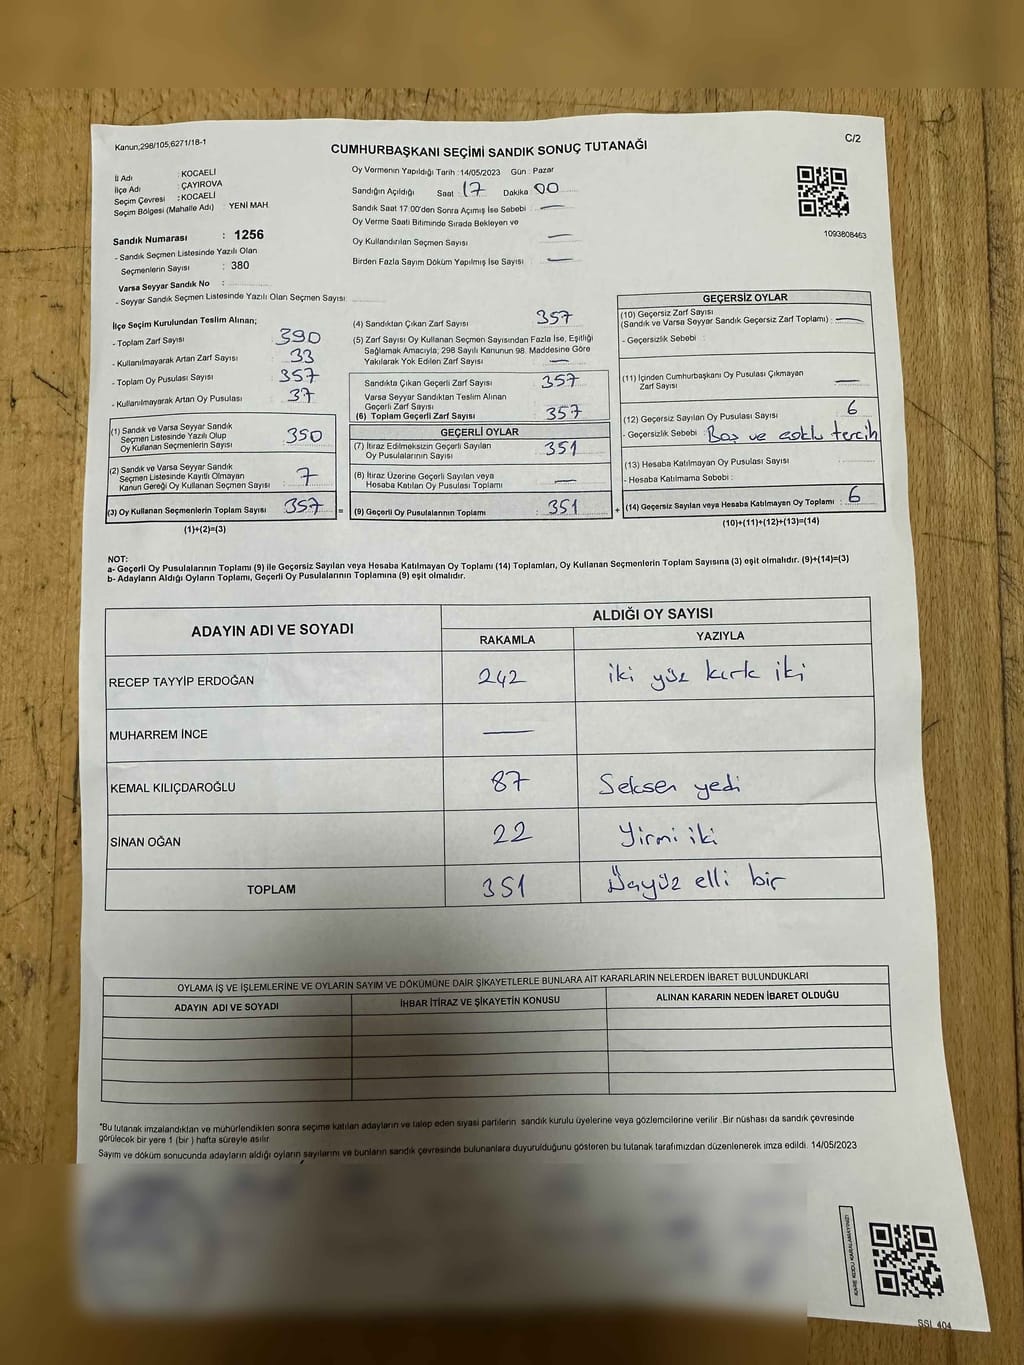 Kanun;298/105,6271/18-1
C/2
CUMHURBAŞKANI SEÇİMİ SANDIK SONUÇ TUTANAĞI
İl Adı : KOCAELİ
İlçe Adı : ÇAYIROVA
Seçim Çevresi : KOCAELİ
Seçim Bölgesi (Mahalle Adı) : YENİ MAH.
Sandık Numarası : 1256
- Sandık Seçmen Listesinde Yazılı Olan
Seçmenlerin Sayısı : 380
Varsa Seyyar Sandık No :
- Seyyar Sandık Seçmen Listesinde Yazılı Olan Seçmen Sayısı:
Oy Vermenin Yapıldığı Tarih :14/05/2023 Gün : Pazar
Sandığın Açıldığı Saat : 17 Dakika 00
Sandık Saat 17:00'den Sonra Açımış İse Sebebi —
Oy Verme Saati Bitiminde Sırada Bekleyen ve
Oy Kullandırılan Seçmen Sayısı —
Birden Fazla Sayım Döküm Yapılmış İse Sayısı —
1093808463
İlçe Seçim Kurulundan Teslim Alınan;
- Toplam Zarf Sayısı 390
- Kullanılmayarak Artan Zarf Sayısı 33
- Toplam Oy Pusulası Sayısı 357
- Kullanılmayarak Artan Oy Pusulası 37
(1) Sandık ve Varsa Seyyar Sandık
Seçmen Listesinde Yazılı Olup
Oy Kullanan Seçmenlerin Sayısı : 350
(2) Sandık ve Varsa Seyyar Sandık
Seçmen Listesinde Kayıtlı Olmayan
Kanun Gereği Oy Kullanan Seçmen Sayısı : 7
(3) Oy Kullanan Seçmenlerin Toplam Sayısı : 357
(1)+(2)=(3)
(4) Sandıktan Çıkan Zarf Sayısı 357
(5) Zarf Sayısı Oy Kullanan Seçmen Sayısından Fazla İse, Eşitliği
Sağlamak Amacıyla; 298 Sayılı Kanunun 98. Maddesine Göre
Yakılarak Yok Edilen Zarf Sayısı —
Sandıkta Çıkan Geçerli Zarf Sayısı 357
Varsa Seyyar Sandıktan Teslim Alınan
Geçerli Zarf Sayısı
(6) Toplam Geçerli Zarf Sayısı : 357
GEÇERLİ OYLAR
(7) İtiraz Edilmeksizin Geçerli Sayılan
Oy Pusulalarının Sayısı : 351
(8) İtiraz Üzerine Geçerli Sayılan veya
Hesaba Katılan Oy Pusulası Toplamı : —
= (9) Geçerli Oy Pusulalarının Toplamı : 351
GEÇERSİZ OYLAR
(10) Geçersiz Zarf Sayısı
(Sandık ve Varsa Seyyar Sandık Geçersiz Zarf Toplamı) : —
- Geçersizlik Sebebi :
(11) İçinden Cumhurbaşkanı Oy Pusulası Çıkmayan
Zarf Sayısı —
(12) Geçersiz Sayılan Oy Pusulası Sayısı 6
- Geçersizlik Sebebi : Boş ve çoklu tercih
(13) Hesaba Katılmayan Oy Pusulası Sayısı
- Hesaba Katılmama Sebebi :
+ (14) Geçersiz Sayılan veya Hesaba Katılmayan Oy Toplamı : 6
(10)+(11)+(12)+(13)=(14)
NOT:
a- Geçerli Oy Pusulalarının Toplamı (9) ile Geçersiz Sayılan veya Hesaba Katılmayan Oy Toplamı (14) Toplamları, Oy Kullanan Seçmenlerin Toplam Sayısına (3) eşit olmalıdır. (9)+(14)=(3)
b- Adayların Aldığı Oyların Toplamı, Geçerli Oy Pusulalarının Toplamına (9) eşit olmalıdır.
ADAYIN ADI VE SOYADI
ALDIĞI OY SAYISI
RAKAMLA YAZIYLA
RECEP TAYYİP ERDOĞAN 242 iki yüz kırk iki
MUHARREM İNCE —
KEMAL KILIÇDAROĞLU 87 Seksen yedi
SİNAN OĞAN 22 Yirmi iki
TOPLAM 351 Üçyüz elli bir
OYLAMA İŞ VE İŞLEMLERİNE VE OYLARIN SAYIM VE DÖKÜMÜNE DAİR ŞİKAYETLERLE BUNLARA AİT KARARLARIN NELERDEN İBARET BULUNDUKLARI
ADAYIN ADI VE SOYADI İHBAR İTİRAZ VE ŞİKAYETİN KONUSU ALINAN KARARIN NEDEN İBARET OLDUĞU
*Bu tutanak imzalandıktan ve mühürlendikten sonra seçime katılan adayların ve talep eden siyasi partilerin sandık kurulu üyelerine veya gözlemcilerine verilir. Bir nüshası da sandık çevresinde
görülecek bir yere 1 (bir ) hafta süreyle asılır.
Sayım ve döküm sonucunda adayların aldığı oyların sayılarını ve bunların sandık çevresinde bulunanlara duyurulduğunu gösteren bu tutanak tarafımızdan düzenlenerek imza edildi. 14/05/2023
KARE KODU KARALAMAYINIZ!
SSİ 404